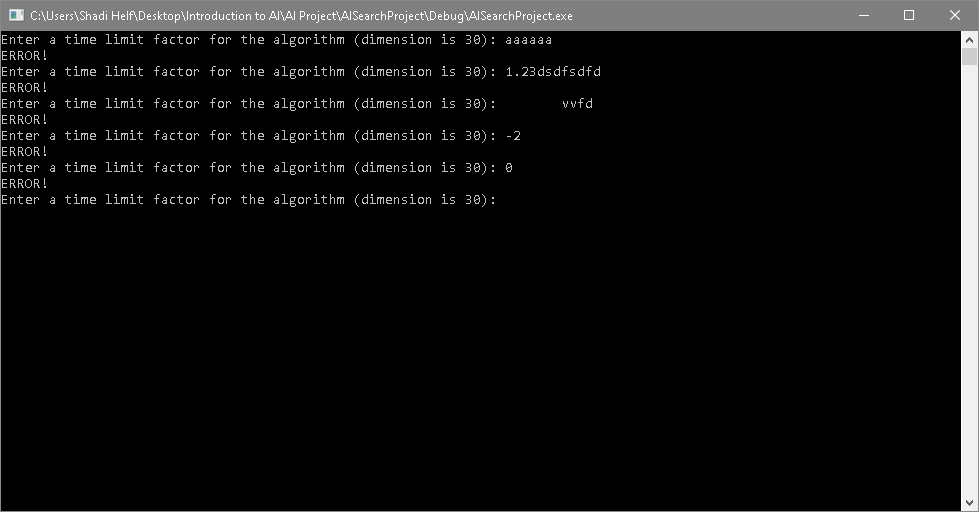 C:\Users\Shadi Helf\Desktop\Introduction to AI\AI Project\AISearchProject\Debug\AISearchProject.exe
Enter a time limit factor for the algorithm (dimension is 30): aaaaaa
ERROR!
Enter a time limit factor for the algorithm (dimension is 30): 1.23dsdfsdfd
ERROR!
Enter a time limit factor for the algorithm (dimension is 30):        vvfd
ERROR!
Enter a time limit factor for the algorithm (dimension is 30): -2
ERROR!
Enter a time limit factor for the algorithm (dimension is 30): 0
ERROR!
Enter a time limit factor for the algorithm (dimension is 30):